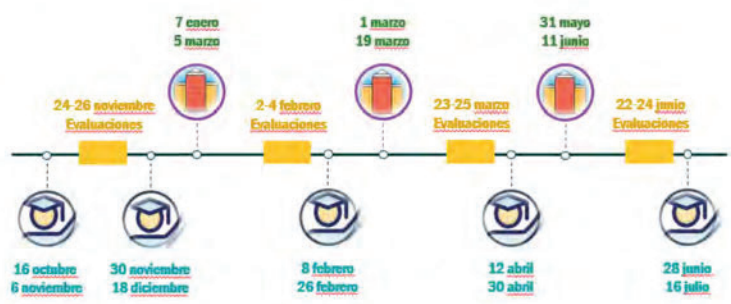 7 enero
5 marzo
1 marzo
19 marzo
31 mayo
11 junio
24-26 noviembre
Evaluaciones
2-4 febrero
Evaluaciones
23-25 marzo
Evaluaciones
22-24 junio
Evaluaciones
16 octubre
6 noviembre
30 noviembre
18 diciembre
8 febrero
26 febrero
12 abril
30 abril
28 junio
16 julio